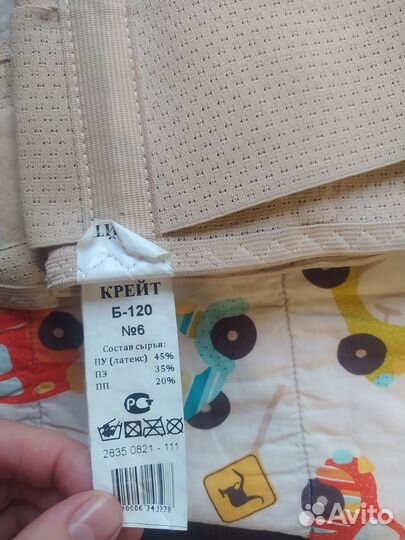 КРЕЙТ
Б-120
№6
Состав сырья:
ПУ (латекс) 45%
ПЭ 35%
ПП 20%
2835 0821 - 111
Avito